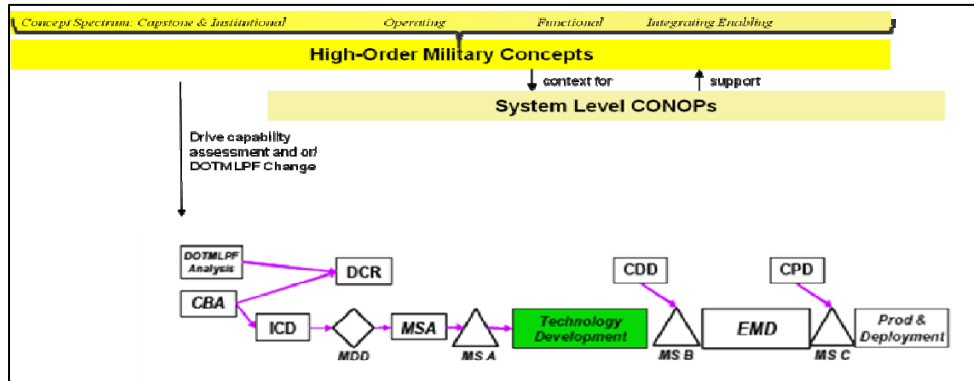 Concept Spectrum: Capstone & Institutional Operating Functional Integrating Enabling
High-Order Military Concepts
context for support
System Level CONOPs
Drive capability
assessment and or/
DOTMLPF Change
DOTMLPF
Analysis
DCR
CDD
CPD
CBA
ICD
MSA
Technology
Development
EMD
Prod &
Deployment
MDD
MS A
MS B
MS C